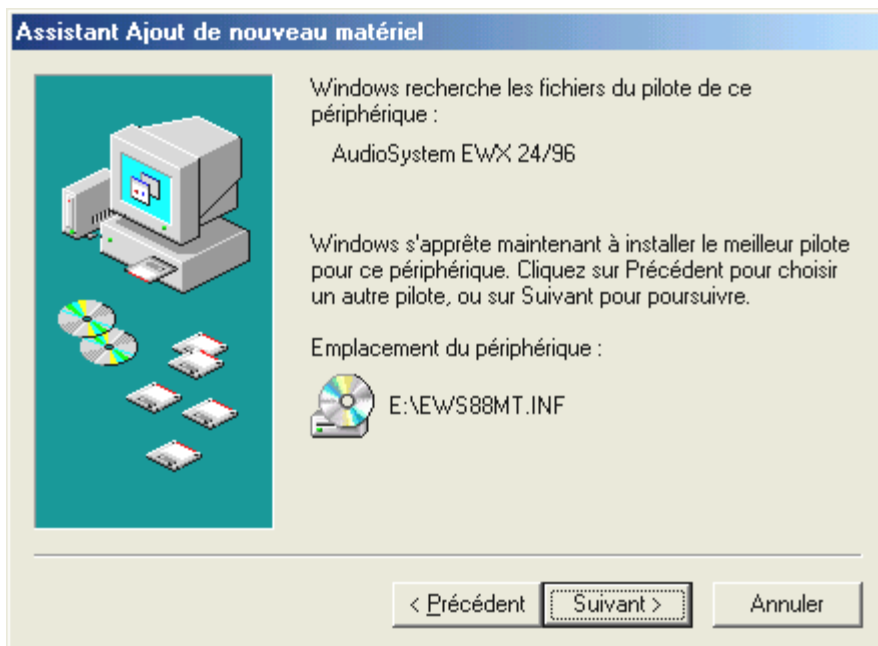 Assistant Ajout de nouveau matériel
Windows recherche les fichiers du pilote de ce
périphérique :
AudioSystem EWX 24/96
Windows s'apprête maintenant à installer le meilleur pilote
pour ce périphérique. Cliquez sur Précédent pour choisir
un autre pilote, ou sur Suivant pour poursuivre.
Emplacement du périphérique :
E:\EWS88MT.INF
< Précédent
Suivant >
Annuler